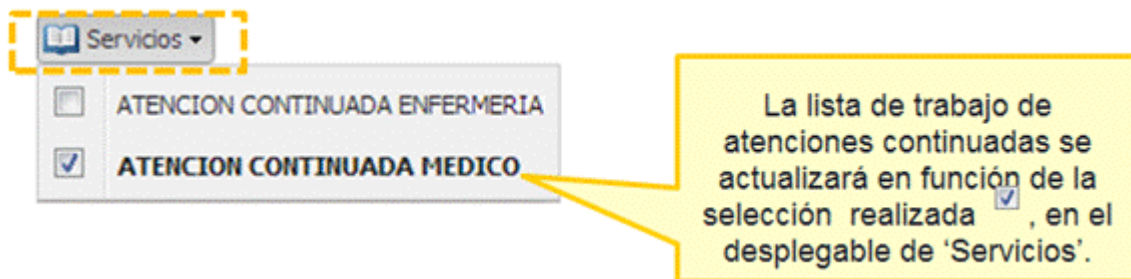 Servicios
ATENCION CONTINUADA ENFERMERIA
ATENCION CONTINUADA MEDICO
La lista de trabajo de
atenciones continuadas se
actualizará en función de la
selección realizada , en el
desplegable de ‘Servicios’.